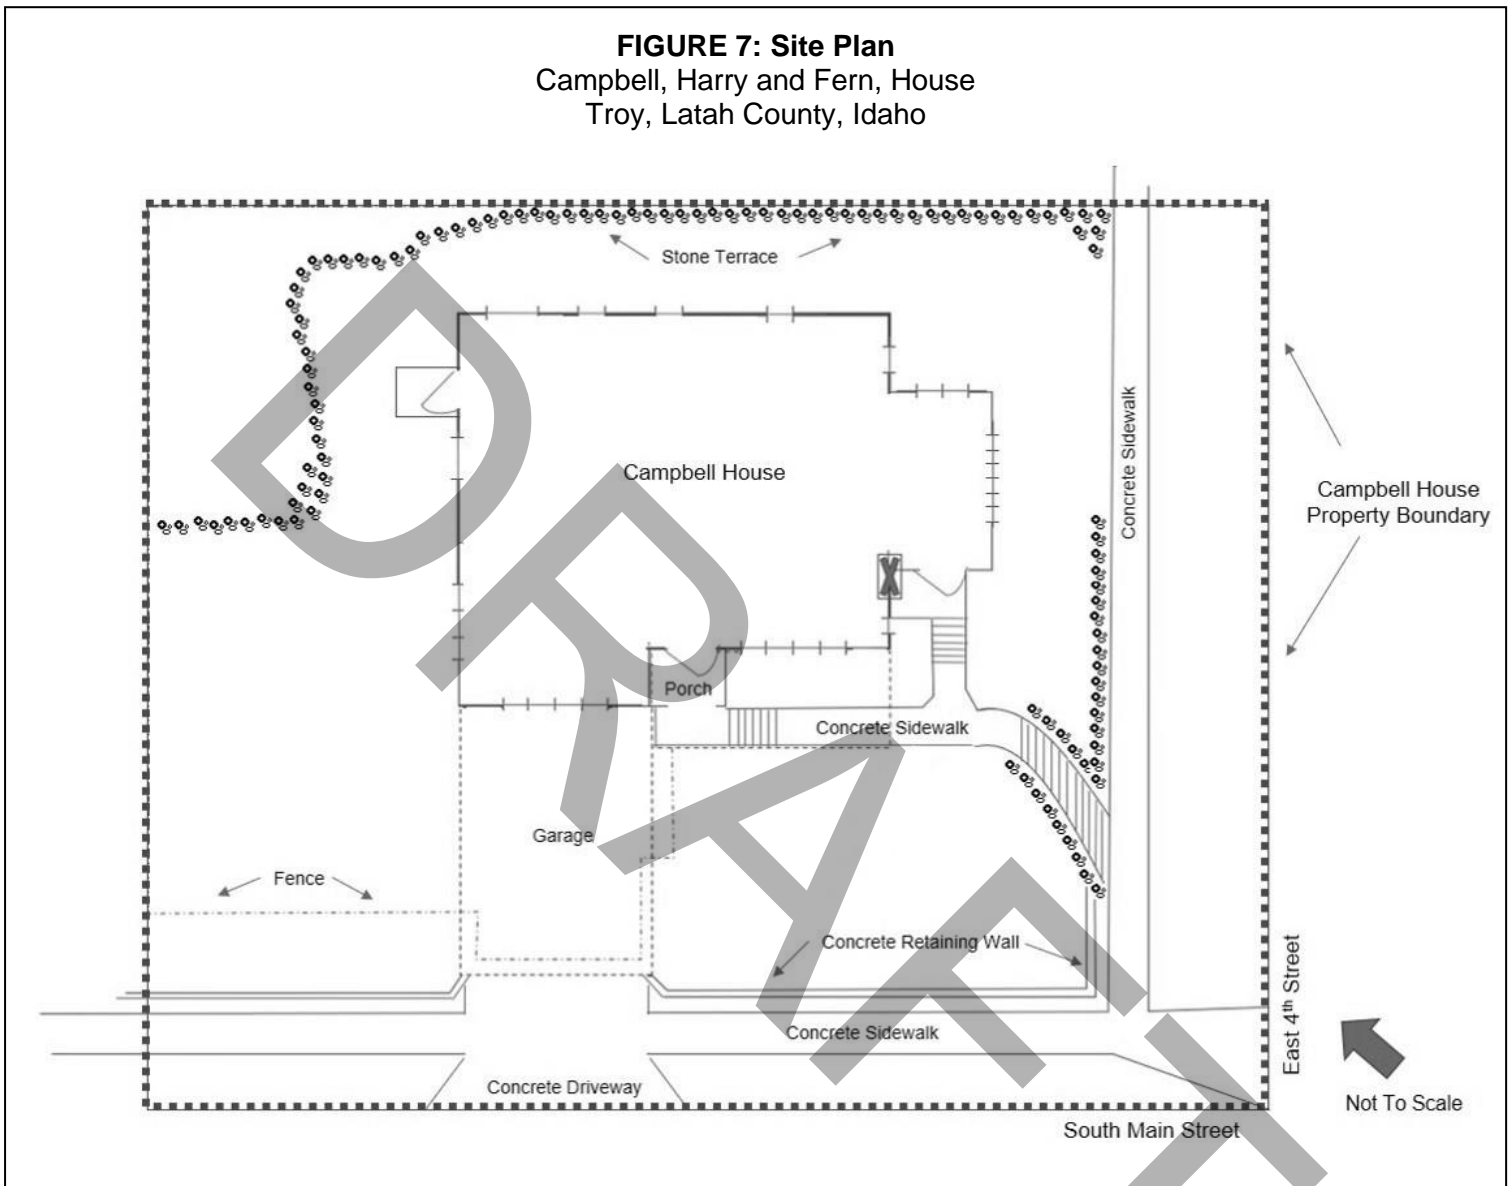 FIGURE 7: Site Plan
Campbell, Harry and Fern, House
Troy, Latah County, Idaho
Stone Terrace
Concrete Sidewalk
Campbell House
Campbell House
Property Boundary
Porch
Concrete Sidewalk
Garage
Fence
Concrete Retaining Wall
East 4th Street
Concrete Sidewalk
Concrete Driveway
Not To Scale
South Main Street
DRAFT